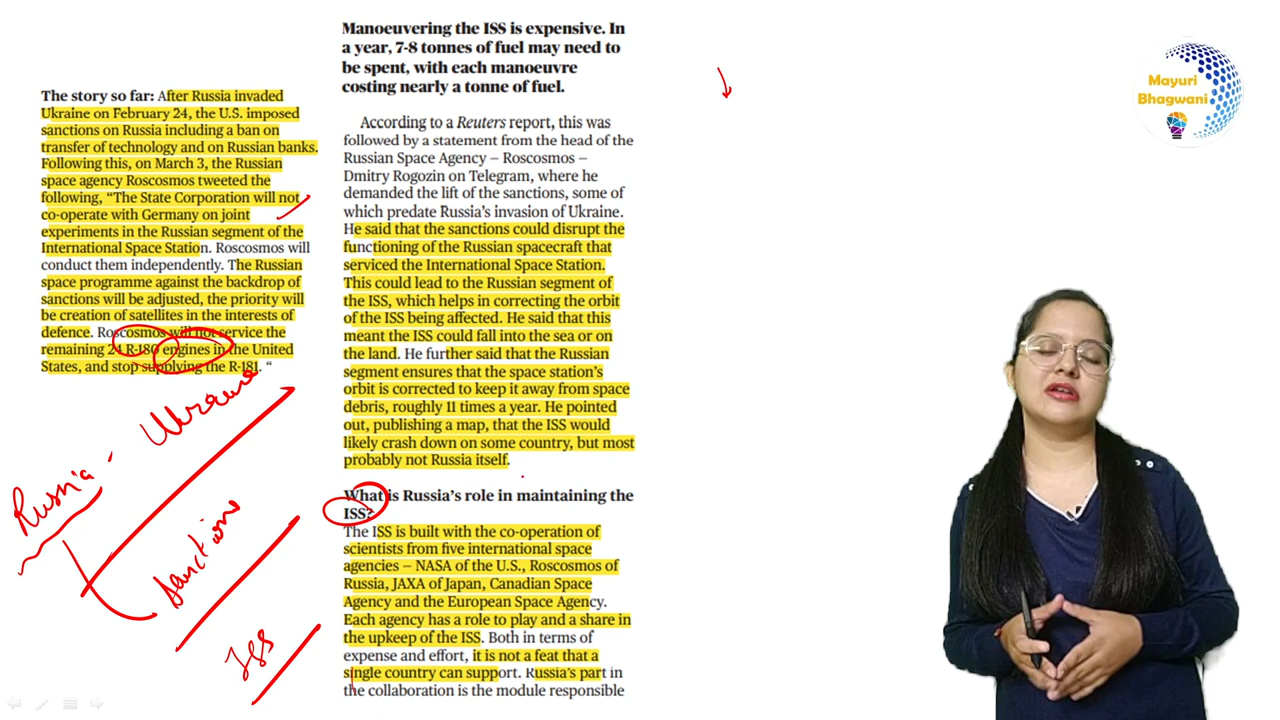 The story so far: After Russia invaded
Ukraine on February 24, the U.S. imposed
sanctions on Russia including a ban on
transfer of technology and on Russian banks.
Following this, on March 3, the Russian
space agency Roscosmos tweeted the
following, “The State Corporation will not
co-operate with Germany on joint
experiments in the Russian segment of the
International Space Station. Roscosmos will
conduct them independently. The Russian
space programme against the backdrop of
sanctions will be adjusted, the priority will
be creation of satellites in the interests of
defence. Roscosmos will not service the
remaining 24 R-180 engines in the United
States, and stop supplying the R-181. “
Russia - Ukraine
sanctions
ISS
Manoeuvering the ISS is expensive. In
a year, 7-8 tonnes of fuel may need to
be spent, with each manoeuvre
costing nearly a tonne of fuel.
According to a Reuters report, this was
followed by a statement from the head of the
Russian Space Agency – Roscosmos –
Dmitry Rogozin on Telegram, where he
demanded the lift of the sanctions, some of
which predate Russia’s invasion of Ukraine.
He said that the sanctions could disrupt the
functioning of the Russian spacecraft that
serviced the International Space Station.
This could lead to the Russian segment of
the ISS, which helps in correcting the orbit
of the ISS being affected. He said that this
meant the ISS could fall into the sea or on
the land. He further said that the Russian
segment ensures that the space station’s
orbit is corrected to keep it away from space
debris, roughly 11 times a year. He pointed
out, publishing a map, that the ISS would
likely crash down on some country, but most
probably not Russia itself.
What is Russia’s role in maintaining the
ISS?
The ISS is built with the co-operation of
scientists from five international space
agencies – NASA of the U.S., Roscosmos of
Russia, JAXA of Japan, Canadian Space
Agency and the European Space Agency.
Each agency has a role to play and a share in
the upkeep of the ISS. Both in terms of
expense and effort, it is not a feat that a
single country can support. Russia’s part in
the collaboration is the module responsible
Mayuri
Bhagwani